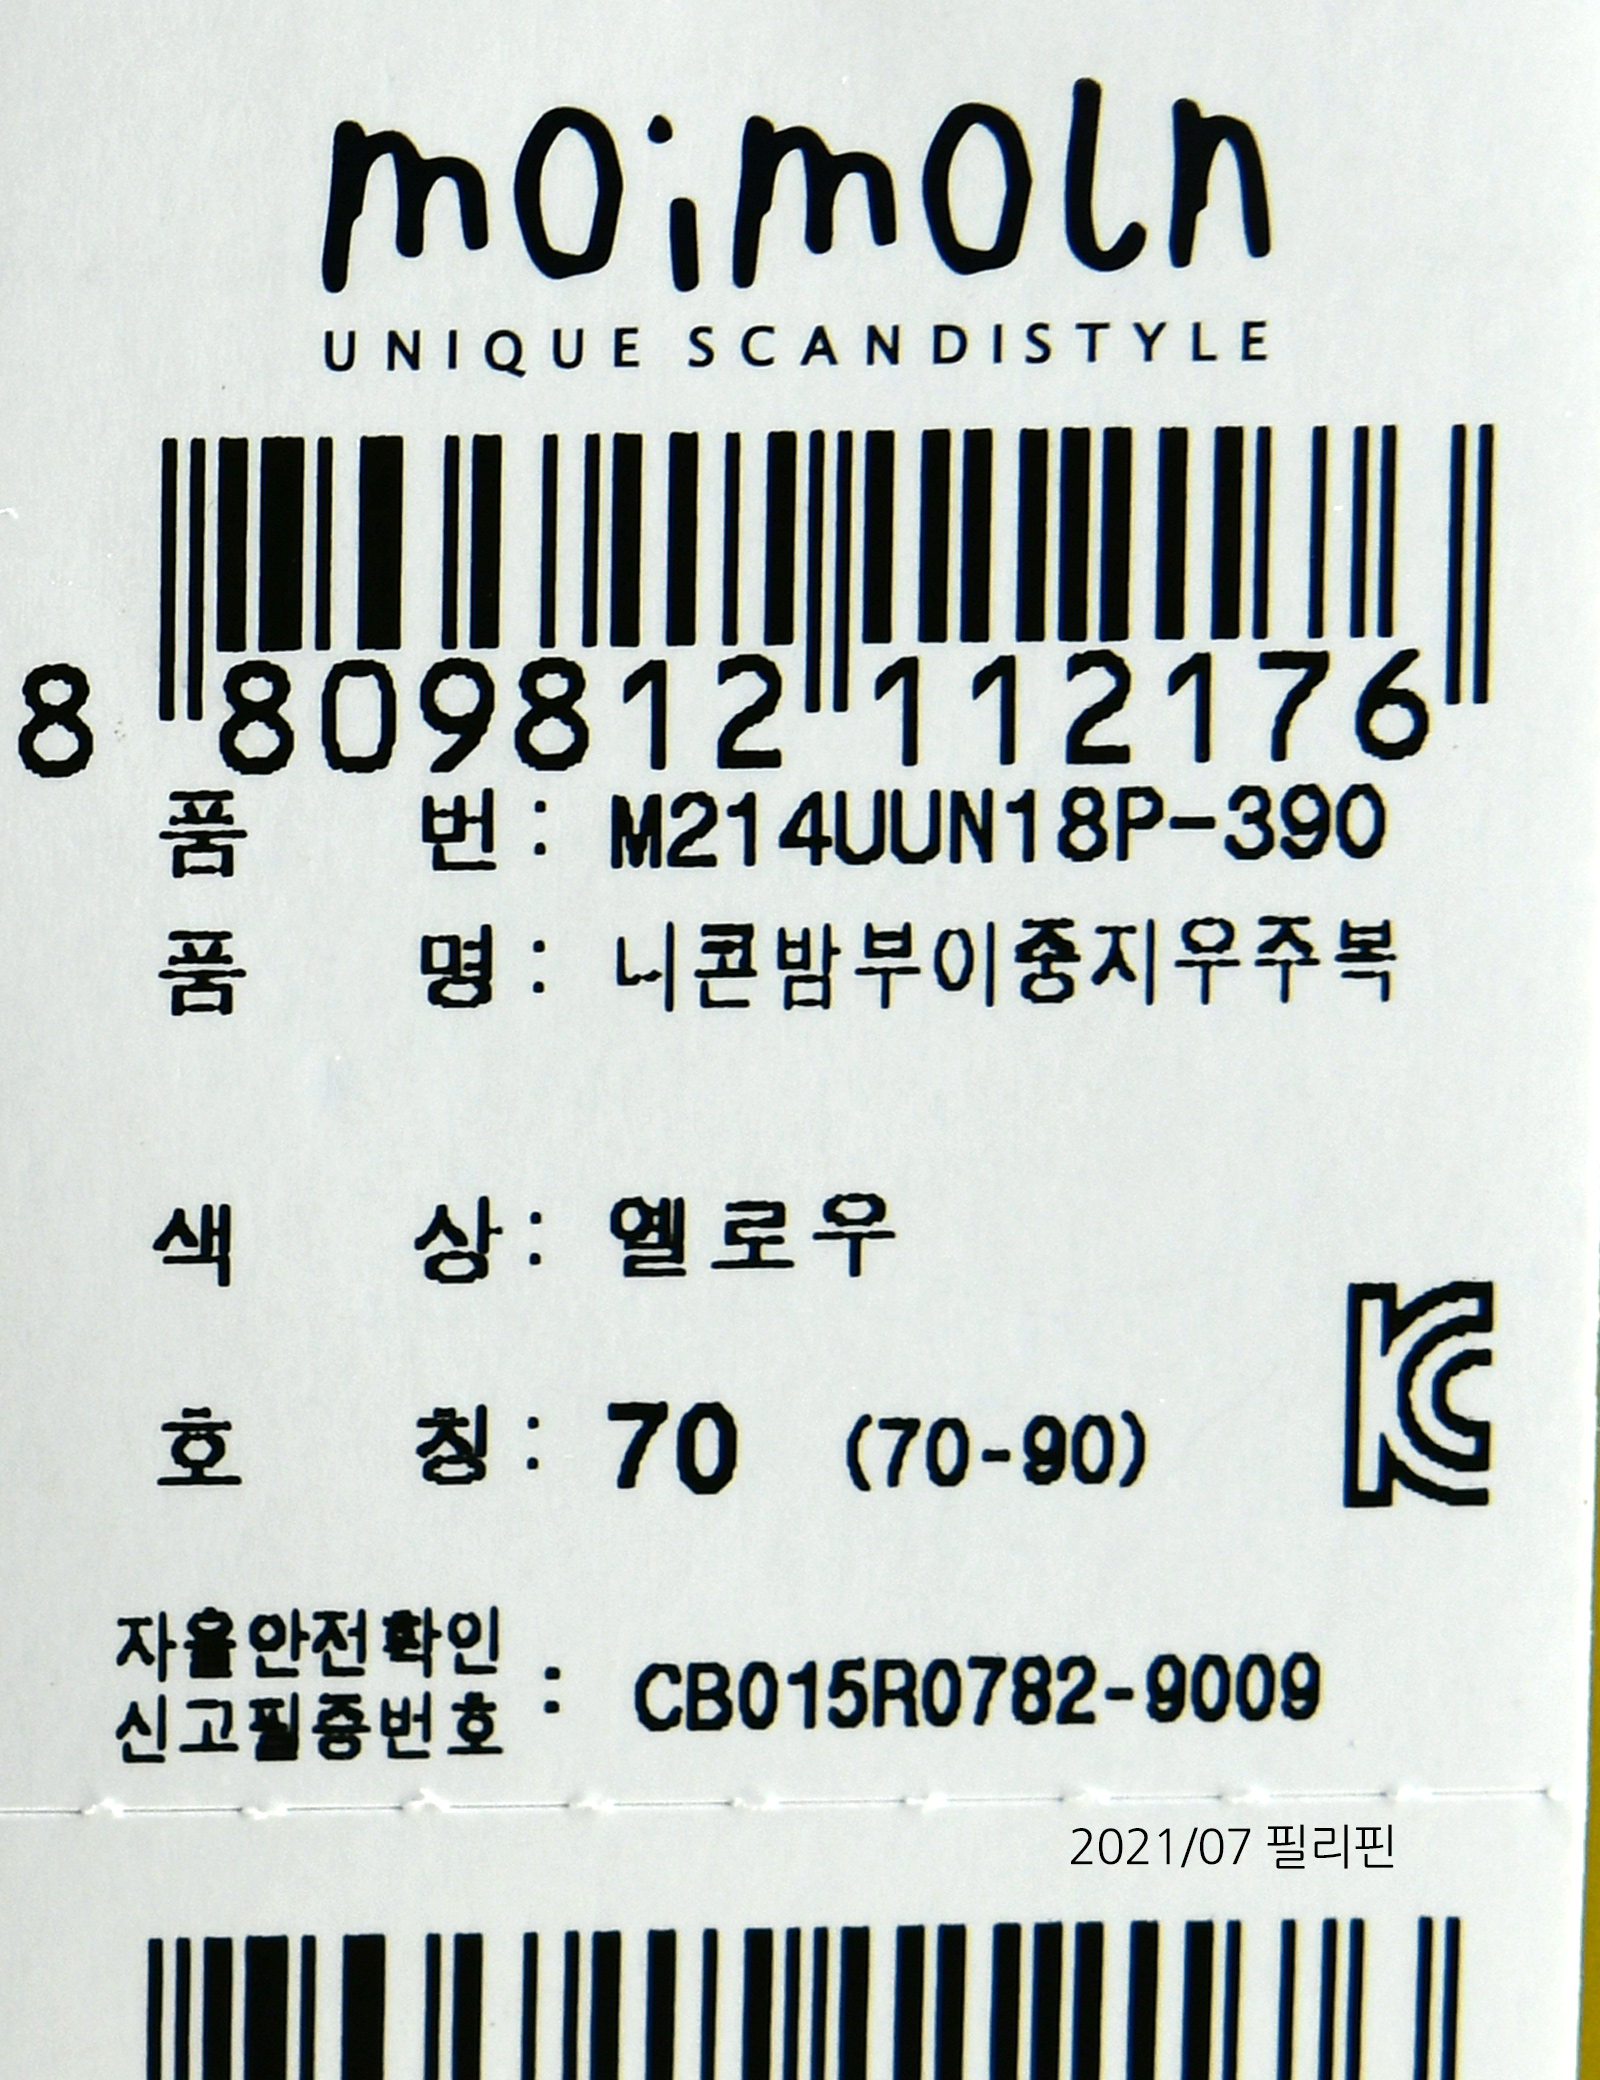 moimoln
UNIQUE SCANDISTYLE
8 809812 112176
품 번 : M214UUN18P-390
품 명 : 니콘밤부이중지우주복
색 상 : 옐로우
호 칭 : 70 (70-90)
자율안전확인
신고필증번호 : CB015R0782-9009
2021/07 필리핀